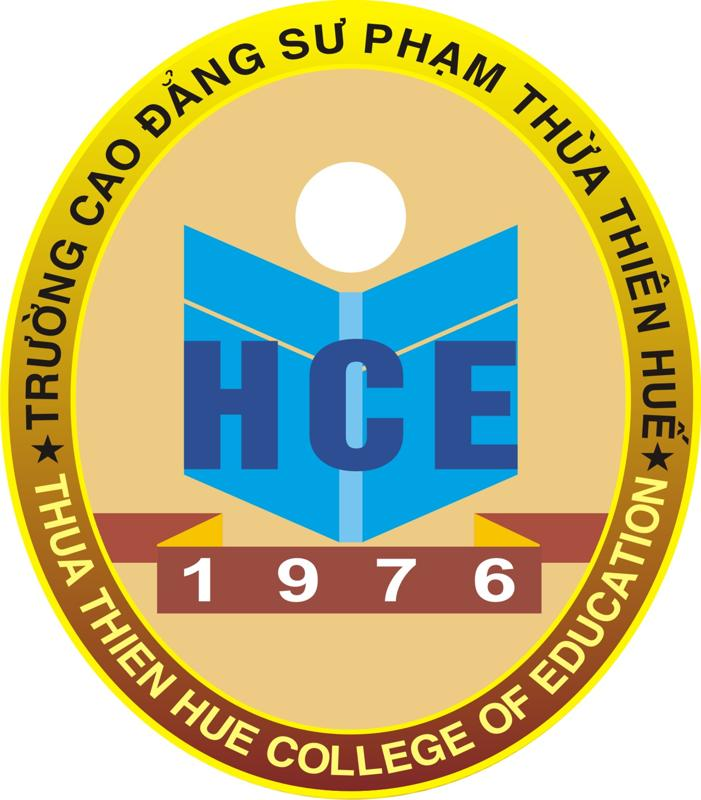 TRƯỜNG CAO ĐẲNG SƯ PHẠM THỪA THIÊN HUẾ
HCE
1976
THUA THIEN HUE COLLEGE OF EDUCATION